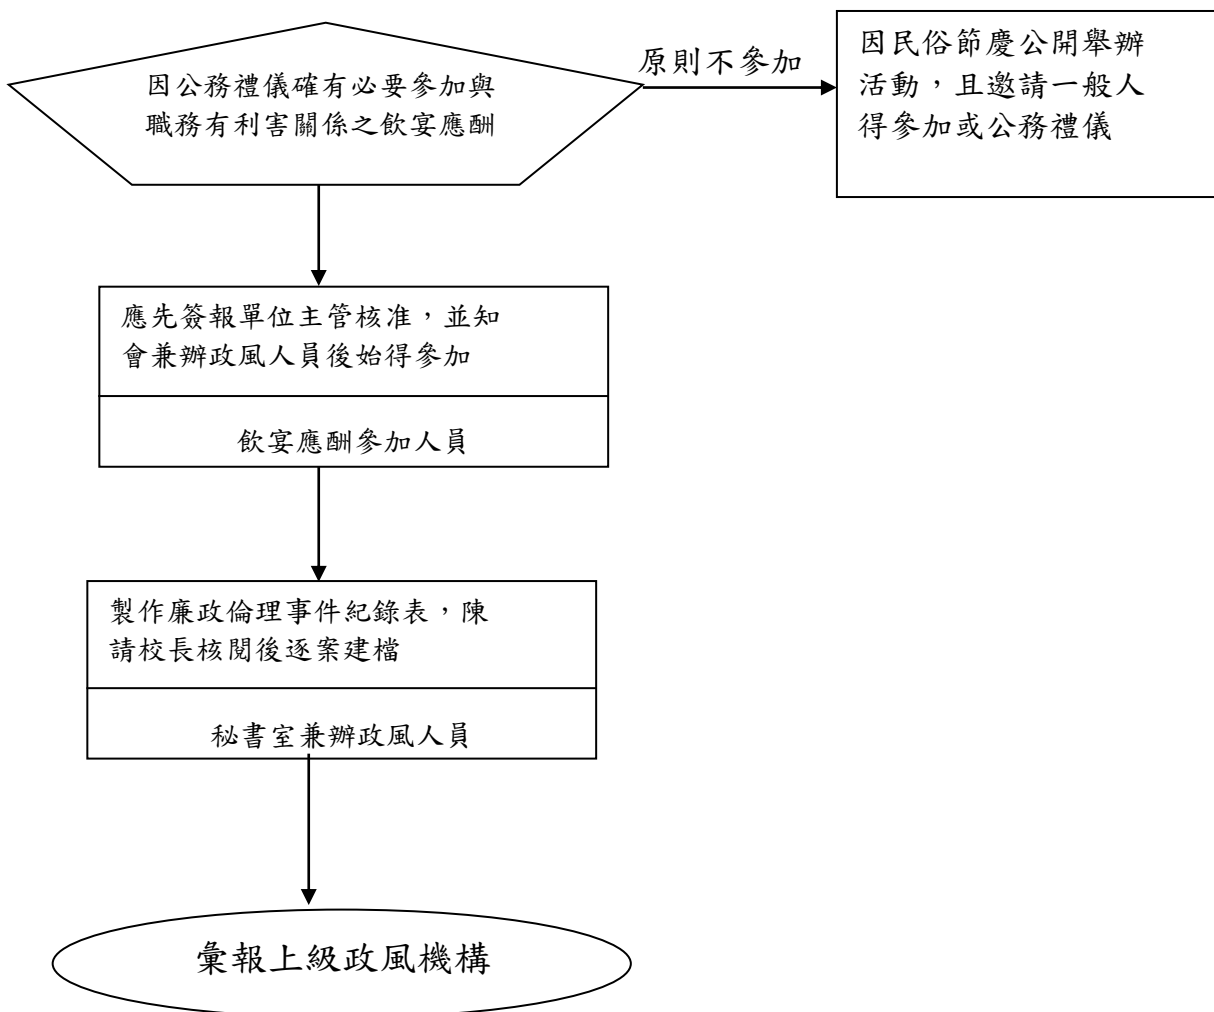 因公務禮儀確有必要參加與
職務有利害關係之飲宴應酬
原則不參加
因民俗節慶公開舉辦
活動，且邀請一般人
得參加或公務禮儀
應先簽報單位主管核准，並知
會兼辦政風人員後始得參加
飲宴應酬參加人員
製作廉政倫理事件紀錄表，陳
請校長核閱後逐案建檔
秘書室兼辦政風人員
彙報上級政風機構